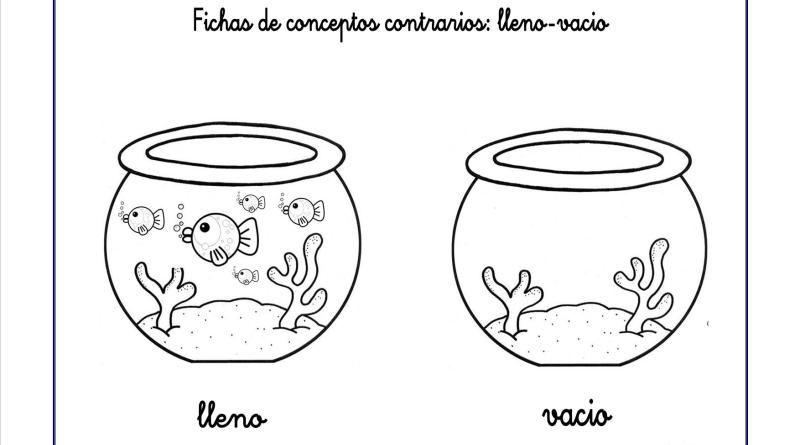 Fichas de conceptos contrarios: lleno-vacio
lleno
vacio